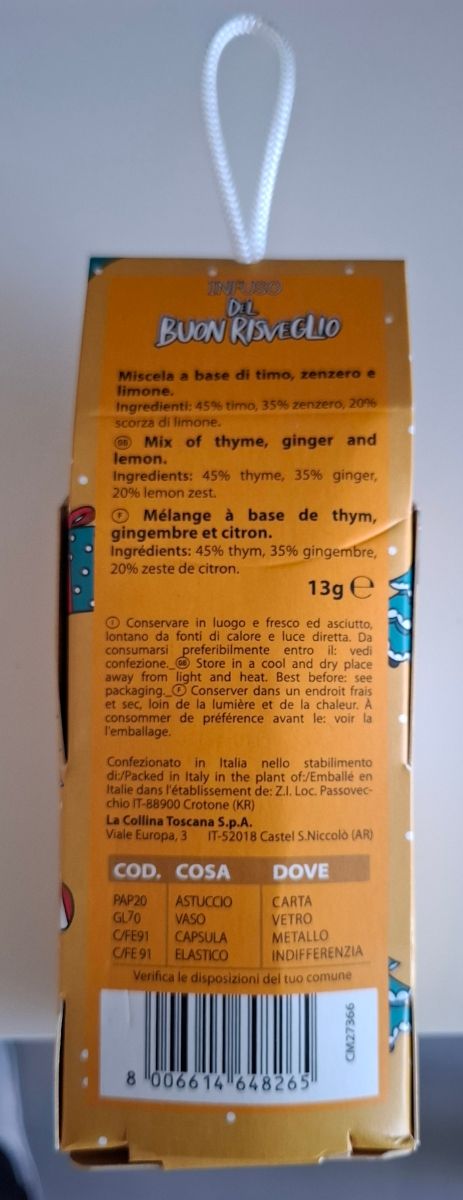 INFUSO
DEL
BUON RISVEGLIO
Miscela a base di timo, zenzero e
limone.
Ingredienti: 45% timo, 35% zenzero, 20%
scorza di limone.
GB Mix of thyme, ginger and
lemon.
Ingredients: 45% thyme, 35% ginger,
20% lemon zest.
F Mélange à base de thym,
gingembre et citron.
Ingrédients: 45% thym, 35% gingembre,
20% zeste de citron.
13g ℮
I Conservare in luogo e fresco ed asciutto,
lontano da fonti di calore e luce diretta. Da
consumarsi preferibilmente entro il: vedi
confezione._GB Store in a cool and dry place
away from light and heat. Best before: see
packaging._F Conserver dans un endroit frais
et sec, loin de la lumière et de la chaleur. À
consommer de préférence avant le: voir la
l'emballage.
Confezionato in Italia nello stabilimento
di:/Packed in Italy in the plant of:/Emballé en
Italie dans l'établissement de: Z.I. Loc. Passovec-
chio IT-88900 Crotone (KR)
La Collina Toscana S.p.A.
Viale Europa, 3 IT-52018 Castel S.Niccolò (AR)
COD. COSA DOVE
PAP20 ASTUCCIO CARTA
GL70 VASO VETRO
C/FE91 CAPSULA METALLO
C/FE 91 ELASTICO INDIFFERENZIA
Verifica le disposizioni del tuo comune
8 006614 648265
CM27366